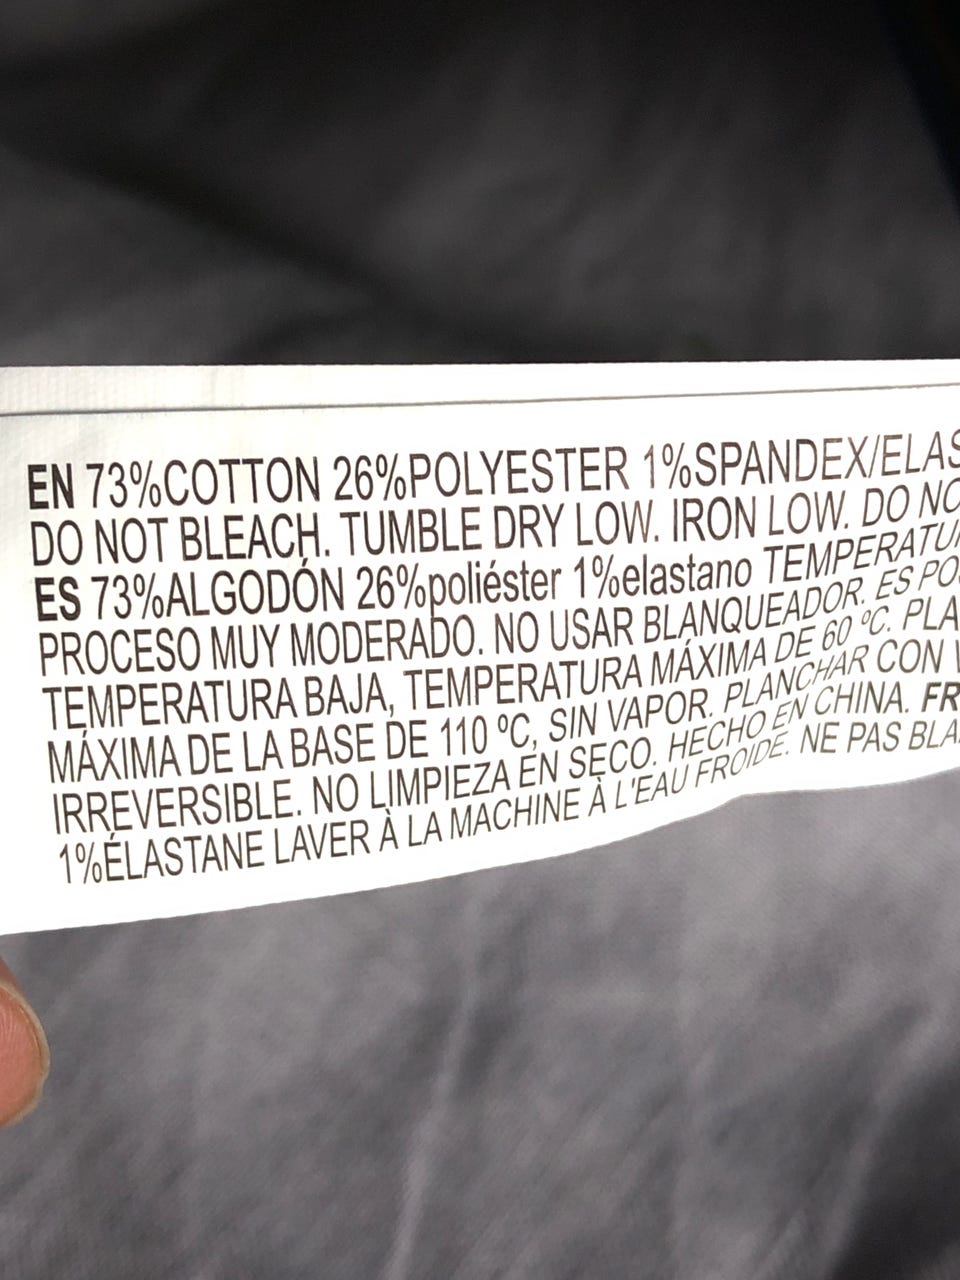 EN 73%COTTON 26%POLYESTER 1%SPANDEX/ELAS
DO NOT BLEACH. TUMBLE DRY LOW. IRON LOW. DO NO
ES 73%ALGODÓN 26%poliéster 1%elastano TEMPERATU
PROCESO MUY MODERADO. NO USAR BLANQUEADOR. ES PO
TEMPERATURA BAJA, TEMPERATURA MÁXIMA DE 60 ºC. PLA
MÁXIMA DE LA BASE DE 110 ºC, SIN VAPOR. PLANCHAR CON
IRREVERSIBLE. NO LIMPIEZA EN SECO. HECHO EN CHINA. FR
1%ÉLASTANE LAVER À LA MACHINE À L'EAU FROIDE. NE PAS BLA